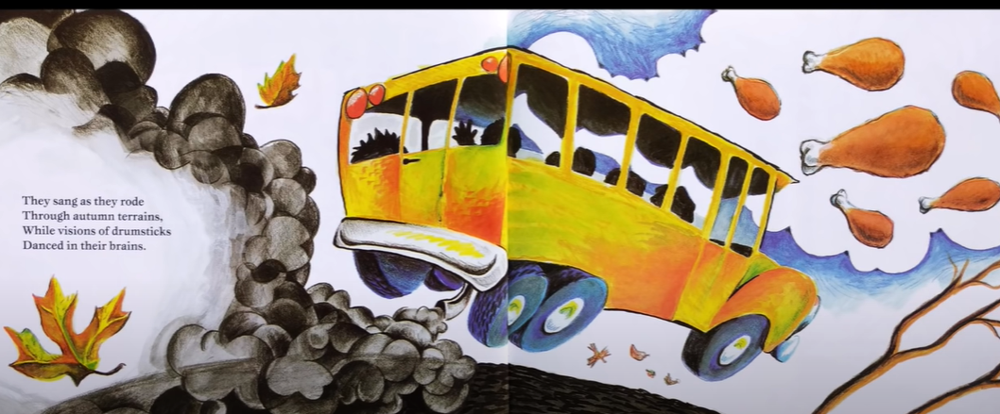 They sang as they rode
Through autumn terrains,
While visions of drumsticks
Danced in their brains.